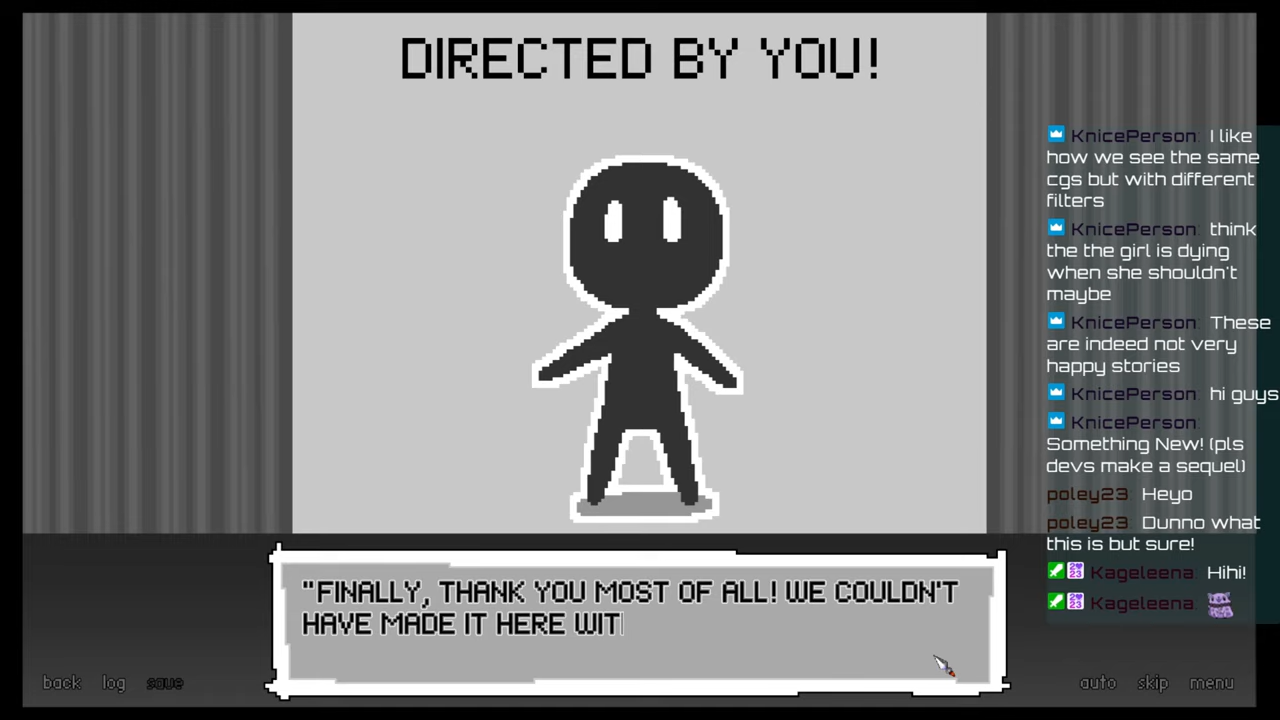 DIRECTED BY YOU!
KnicePerson: I like
how we see the same
cgs but with different
filters
KnicePerson: think
the the girl is dying
when she shouldn't
maybe
KnicePerson: These
are indeed not very
happy stories
KnicePerson: hi guys
KnicePerson:
Something New! (pls
devs make a sequel)
poley23: Heyo
poley23: Dunno what
this is but sure!
Kageleena: Hihi!
Kageleena:
"FINALLY, THANK YOU MOST OF ALL! WE COULDN'T
HAVE MADE IT HERE WIT
back log save
auto skip menu